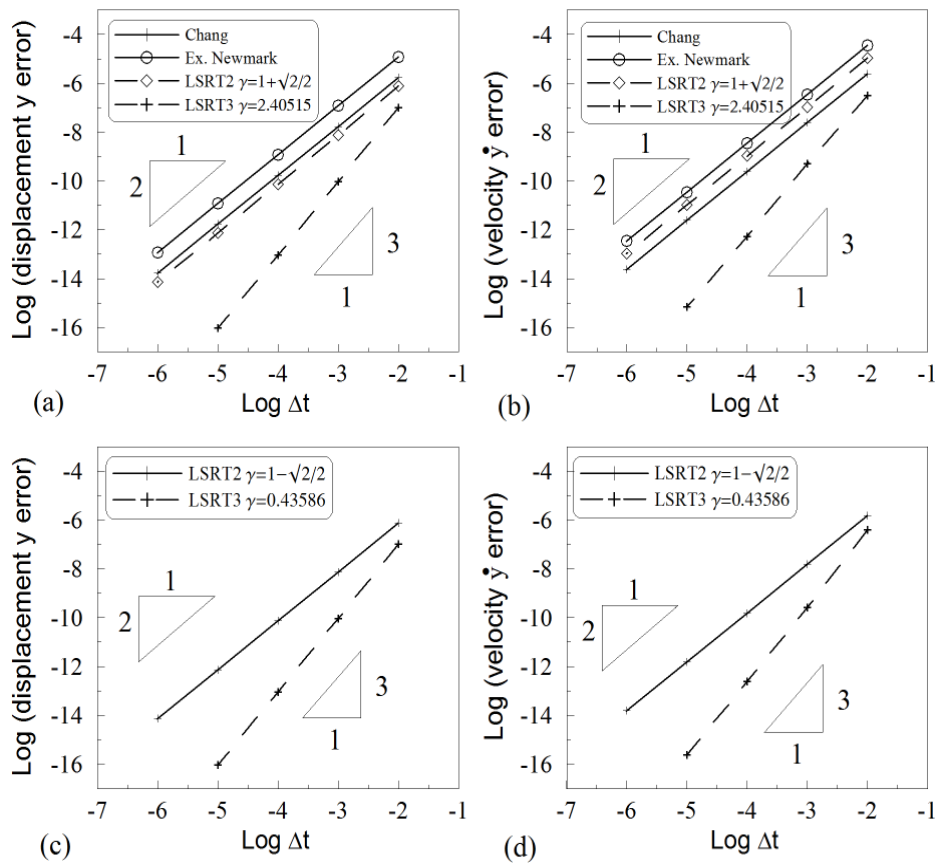 Chang
Ex. Newmark
LSRT2 γ=1+√2/2
LSRT3 γ=2.40515
-4
-6
-8
-10
-12
-14
-16
1
2
3
1
Log (displacement y error)
-7 -6 -5 -4 -3 -2 -1
Log Δt
(a)
Chang
Ex. Newmark
LSRT2 γ=1+√2/2
LSRT3 γ=2.40515
-4
-6
-8
-10
-12
-14
-16
1
2
3
1
Log (velocity ẏ error)
-7 -6 -5 -4 -3 -2 -1
Log Δt
(b)
LSRT2 γ=1−√2/2
LSRT3 γ=0.43586
-4
-6
-8
-10
-12
-14
-16
1
2
3
1
Log (displacement y error)
-7 -6 -5 -4 -3 -2 -1
Log Δt
(c)
LSRT2 γ=1−√2/2
LSRT3 γ=0.43586
-4
-6
-8
-10
-12
-14
-16
1
2
3
1
Log (velocity ẏ error)
-7 -6 -5 -4 -3 -2 -1
Log Δt
(d)